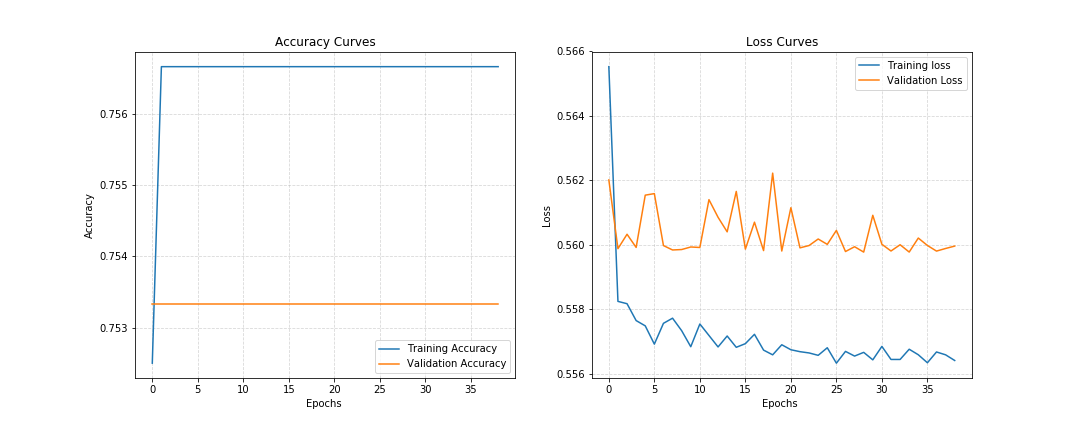 Accuracy Curves
Accuracy
0.756
0.755
0.754
0.753
0 5 10 15 20 25 30 35
Epochs
Training Accuracy
Validation Accuracy
Loss Curves
Loss
0.566
0.564
0.562
0.560
0.558
0.556
0 5 10 15 20 25 30 35
Epochs
Training loss
Validation Loss